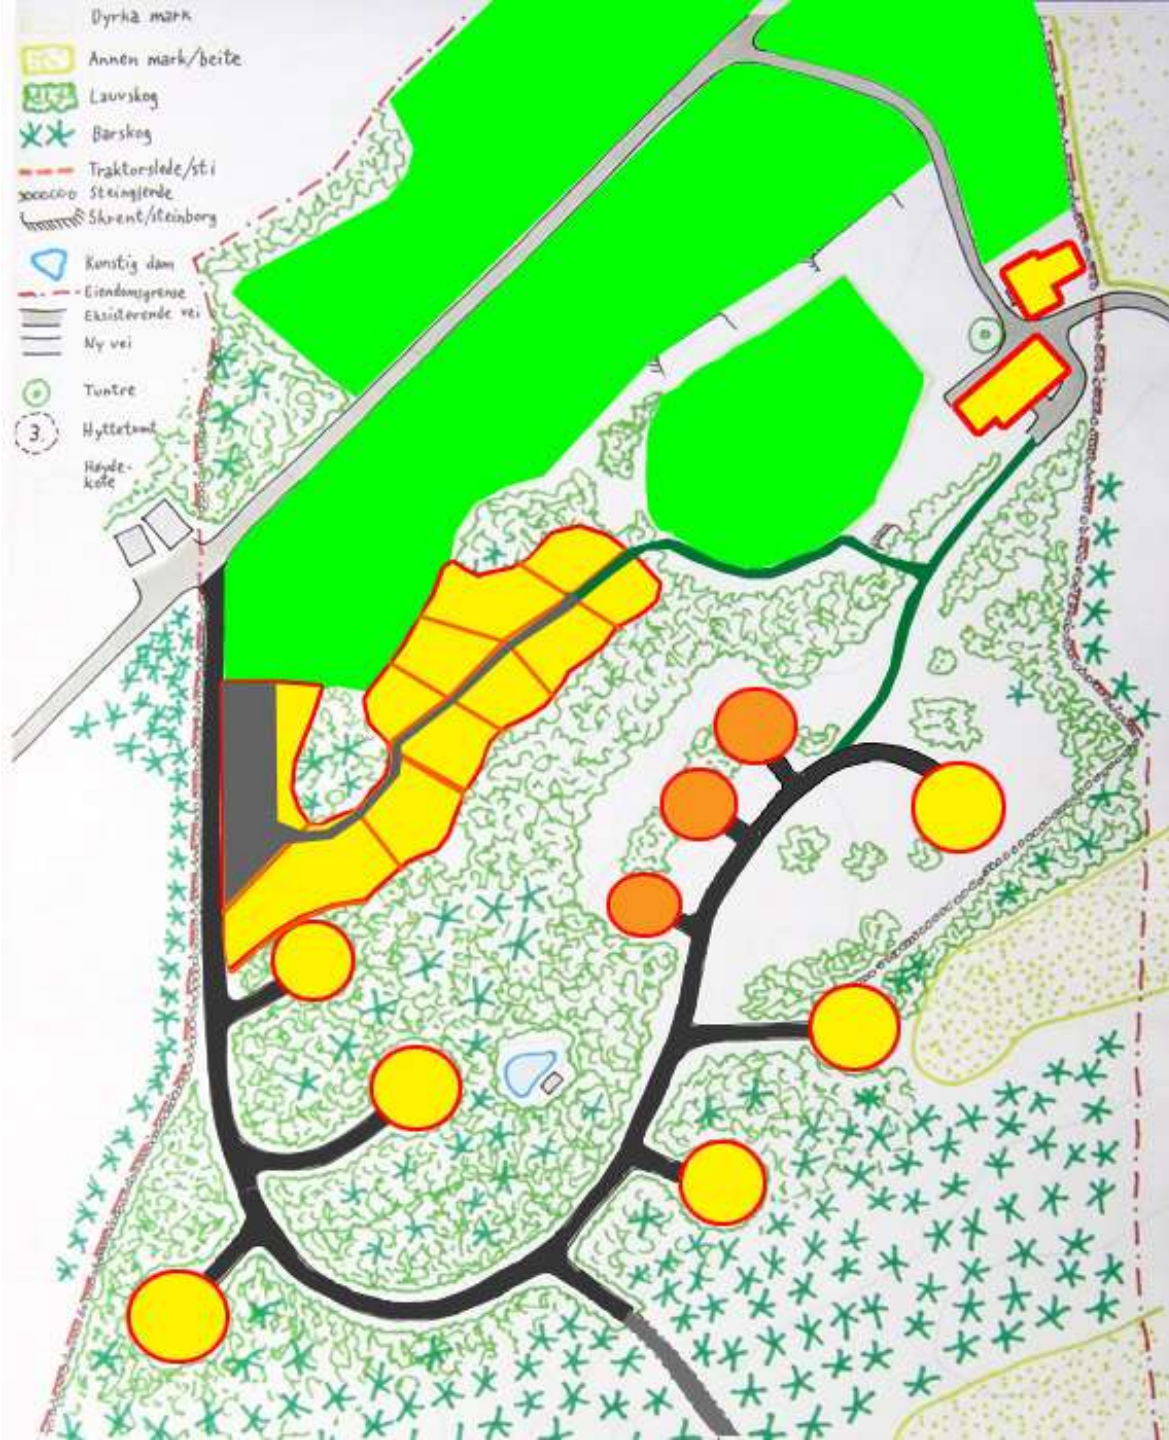 Dyrka mark
Annen mark/beite
Lauvskog
Barskog
Traktorslede/sti
Steingjerde
Skrent/steinborg
Kunstig dam
Eiendomsgrense
Eksisterende vei
Ny vei
Tuntre
3.
Hyttetomt
Høyde-
kote